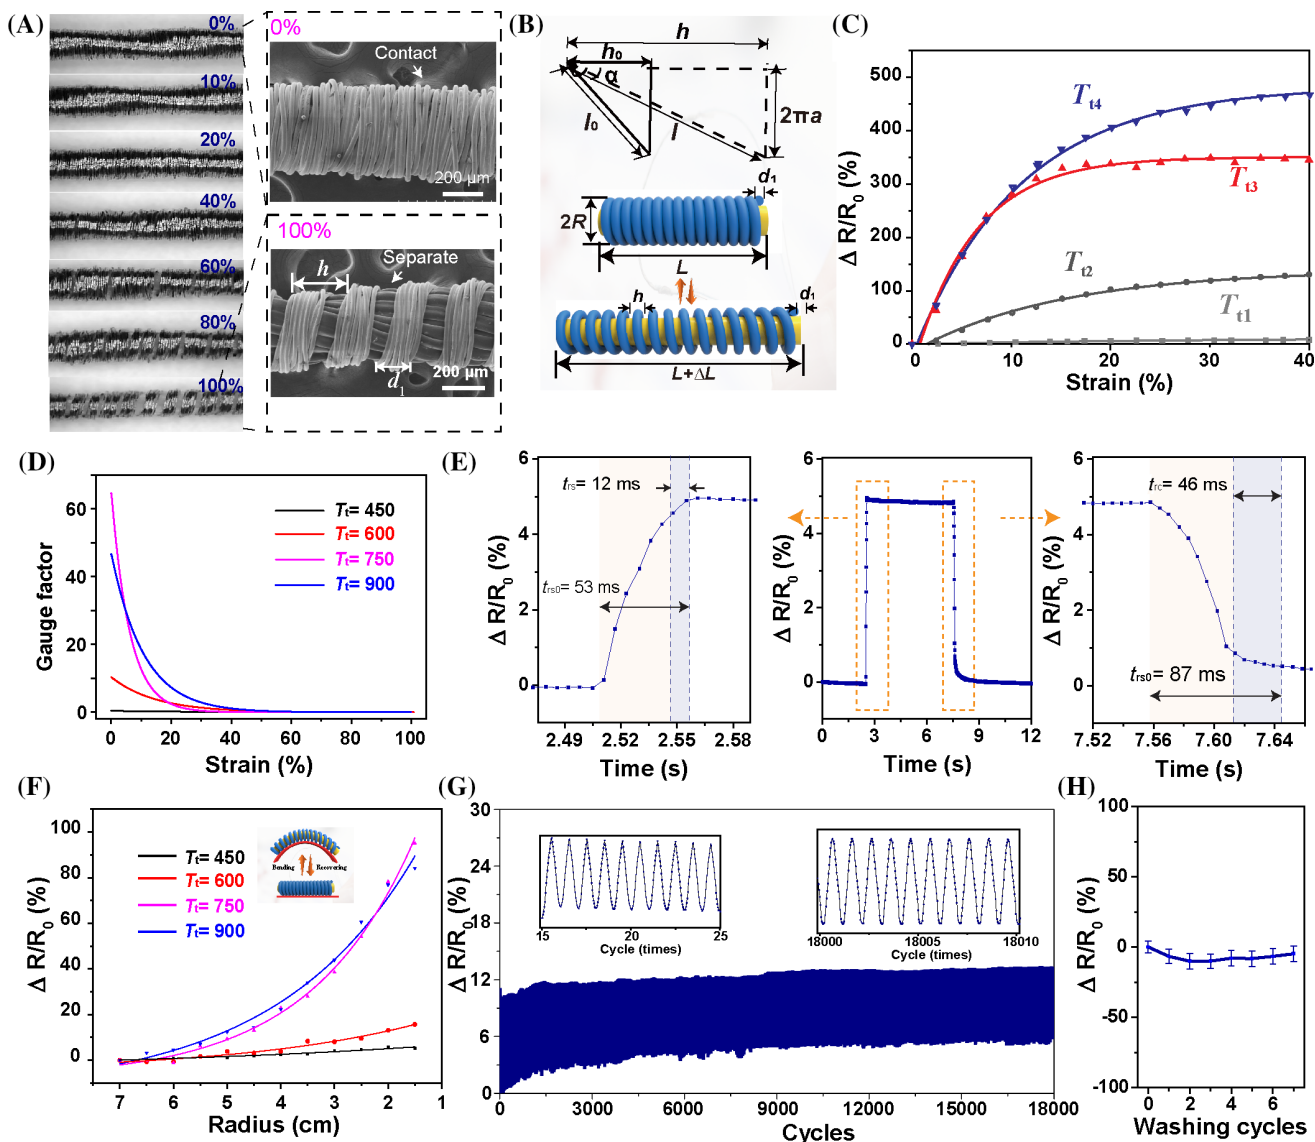 (A)
0%
10%
20%
40%
60%
80%
100%
0%
Contact
200 µm
100%
h
Separate
d1
200 µm
(B)
h
h0
α
l0
l
2πa
d1
2R
L
h
d1
L+ΔL
(C)
Δ R/R0 (%)
500
400
300
200
100
0
Tt4
Tt3
Tt2
Tt1
0 10 20 30 40
Strain (%)
(D)
Gauge factor
60
40
20
0
Tt= 450
Tt= 600
Tt= 750
Tt= 900
0 20 40 60 80 100
Strain (%)
(E)
Δ R/R0 (%)
6
4
2
0
trs= 12 ms
trs0= 53 ms
2.49 2.52 2.55 2.58
Time (s)
Δ R/R0 (%)
6
4
2
0
0 3 6 9 12
Time (s)
Δ R/R0 (%)
6
4
2
0
trc= 46 ms
trs0= 87 ms
7.52 7.56 7.60 7.64
Time (s)
(F)
Δ R/R0 (%)
100
80
60
40
20
0
Tt= 450
Tt= 600
Tt= 750
Tt= 900
Bending Recovering
7 6 5 4 3 2 1
Radius (cm)
(G)
Δ R/R0 (%)
30
24
18
12
6
0
15 20 25
Cycle (times)
18000 18005 18010
Cycle (times)
0 3000 6000 9000 12000 15000 18000
Cycles
(H)
Δ R/R0 (%)
100
50
0
-50
-100
0 2 4 6
Washing cycles